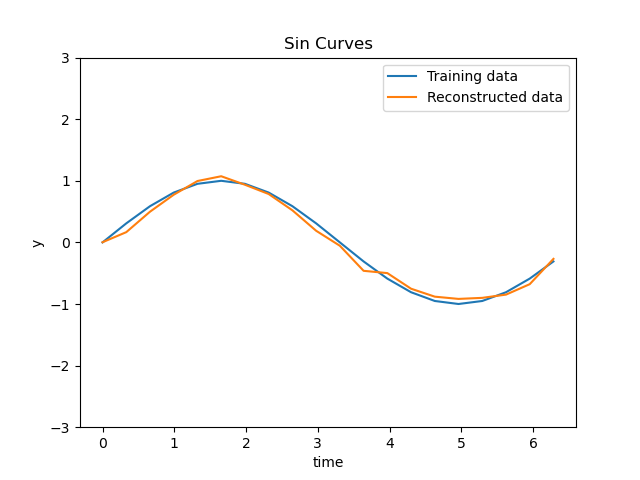 Sin Curves
Training data
Reconstructed data
3
2
1
0
−1
−2
−3
y
0 1 2 3 4 5 6
time